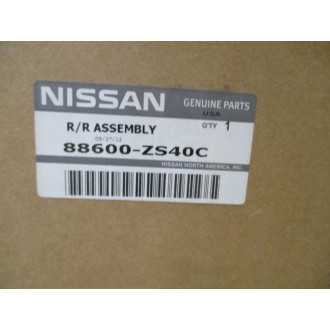 NISSAN
GENUINE PARTS
USA
R/R ASSEMBLY
QTY 1
88600-ZS40C
NISSAN NORTH AMERICA, INC